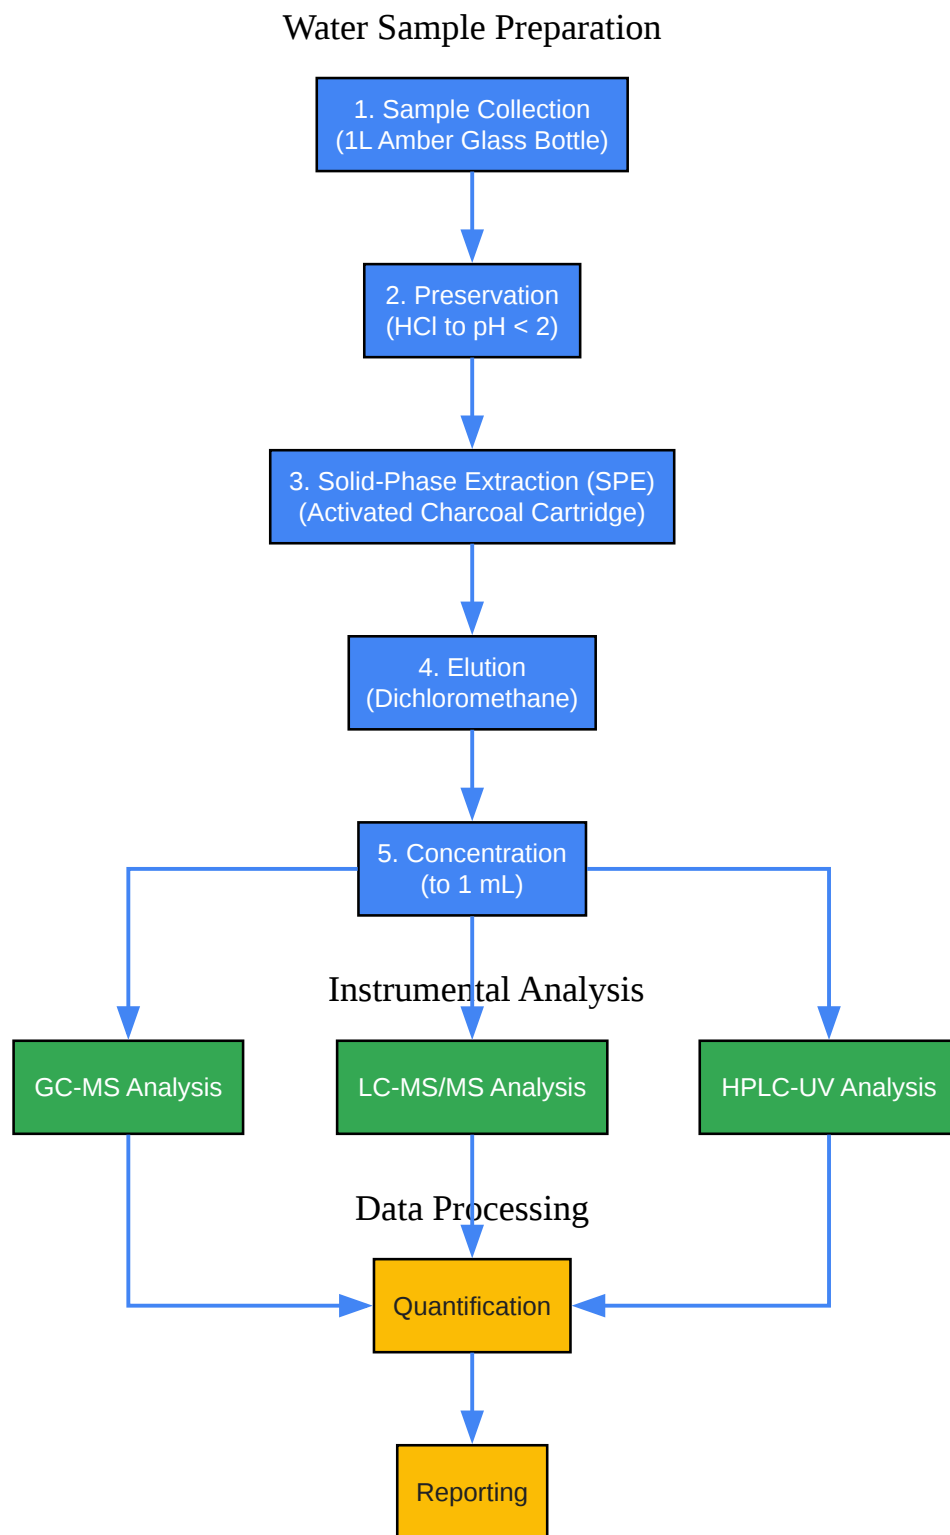 Water Sample Preparation
1. Sample Collection
(1L Amber Glass Bottle)
2. Preservation
(HCl to pH < 2)
3. Solid-Phase Extraction (SPE)
(Activated Charcoal Cartridge)
4. Elution
(Dichloromethane)
5. Concentration
(to 1 mL)
Instrumental Analysis
GC-MS Analysis
LC-MS/MS Analysis
HPLC-UV Analysis
Data Processing
Quantification
Reporting